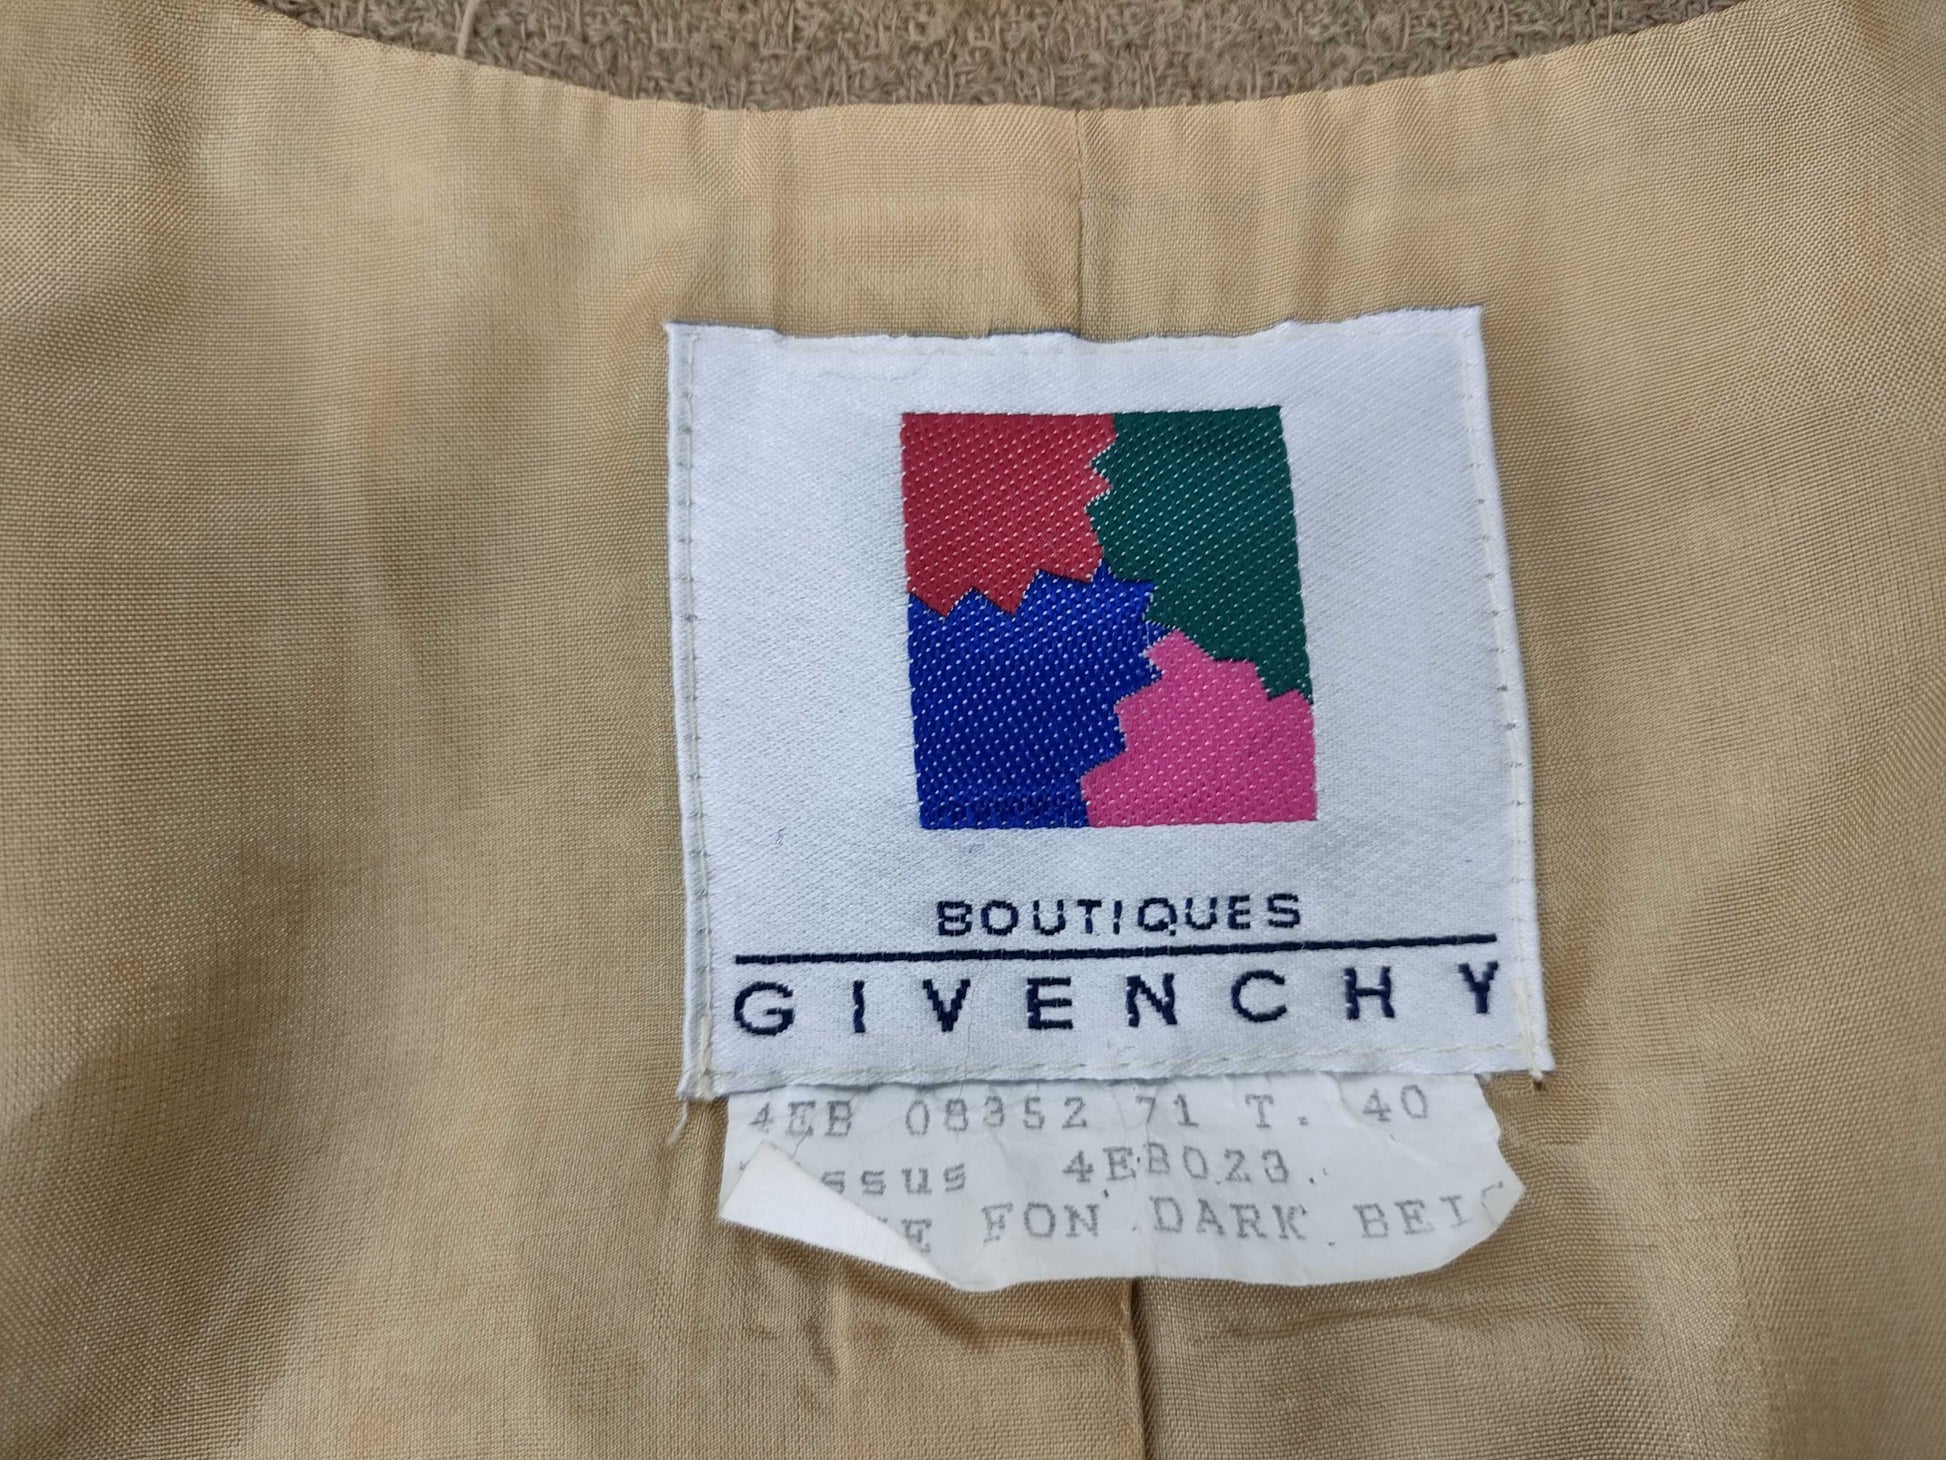 BOUTIQUES
GIVENCHY
4EB 08352 71 T. 40
4EB023.
FON DARK